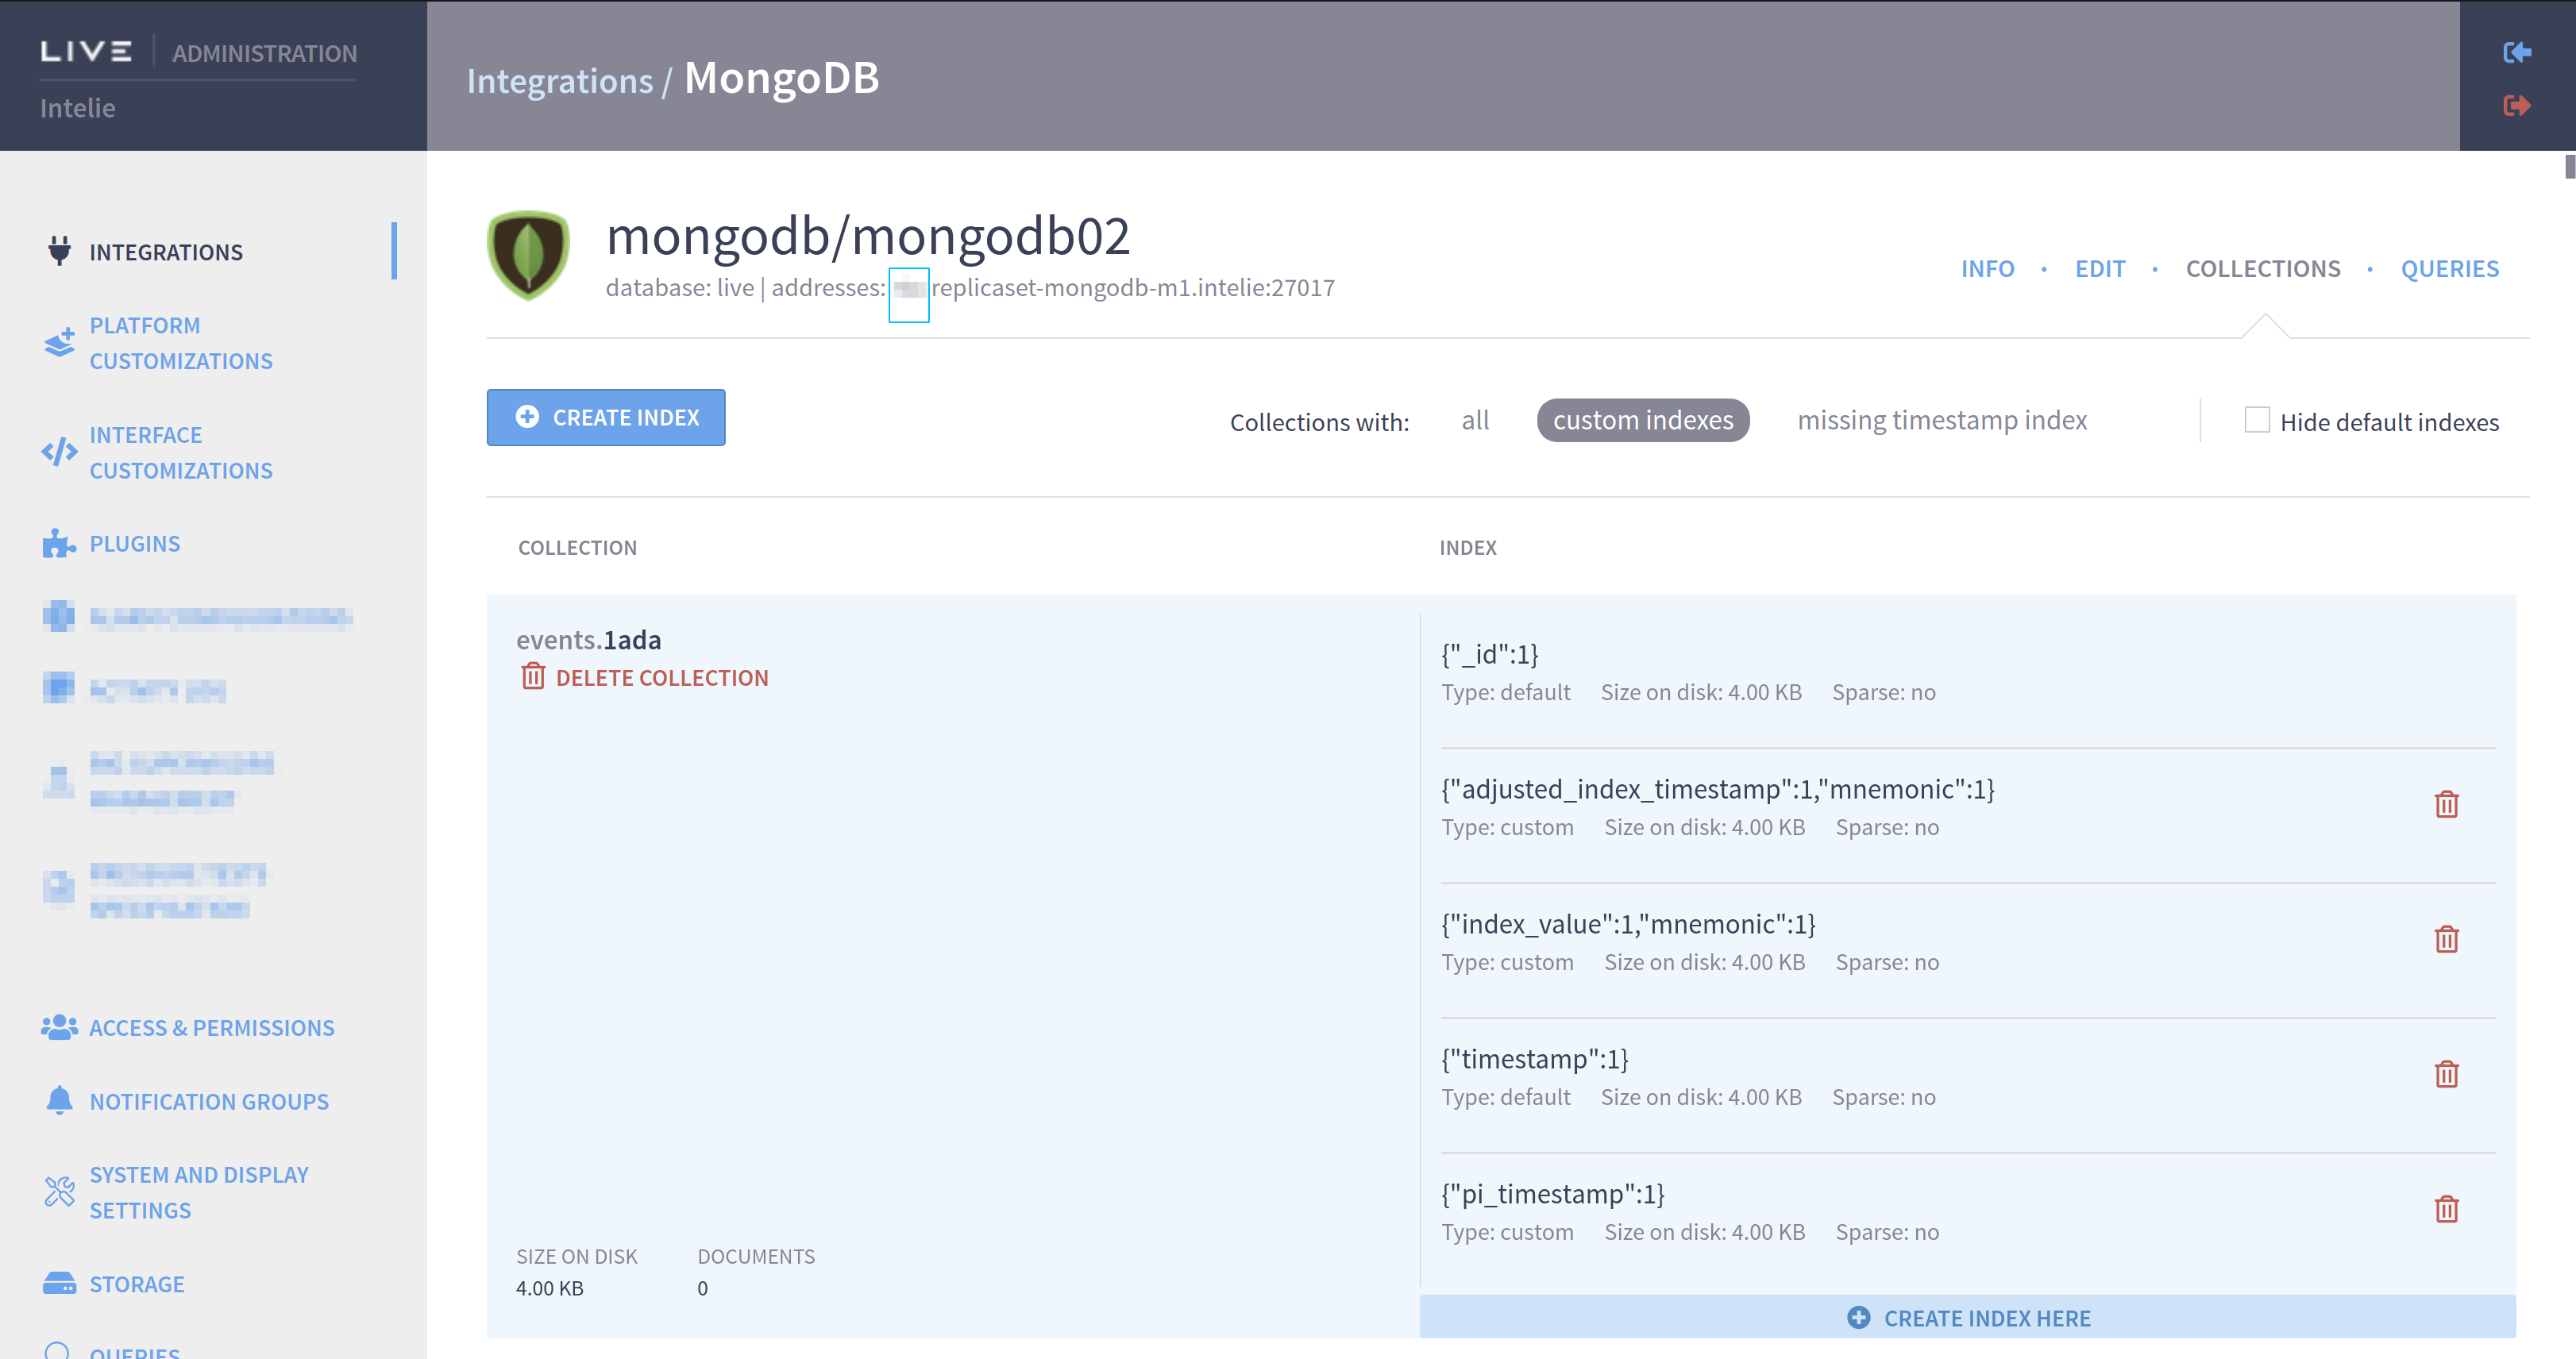 LIVE ADMINISTRATION
Intelie
Integrations / MongoDB
INTEGRATIONS
PLATFORM
CUSTOMIZATIONS
INTERFACE
CUSTOMIZATIONS
PLUGINS
ACCESS & PERMISSIONS
NOTIFICATION GROUPS
SYSTEM AND DISPLAY
SETTINGS
STORAGE
QUERIES
mongodb/mongodb02
database: live | addresses: replicaset-mongodb-m1.intelie:27017
INFO • EDIT • COLLECTIONS • QUERIES
CREATE INDEX
Collections with: all custom indexes missing timestamp index Hide default indexes
COLLECTION INDEX
events.1ada
DELETE COLLECTION
SIZE ON DISK DOCUMENTS
4.00 KB 0
{"_id":1}
Type: default Size on disk: 4.00 KB Sparse: no
{"adjusted_index_timestamp":1,"mnemonic":1}
Type: custom Size on disk: 4.00 KB Sparse: no
{"index_value":1,"mnemonic":1}
Type: custom Size on disk: 4.00 KB Sparse: no
{"timestamp":1}
Type: default Size on disk: 4.00 KB Sparse: no
{"pi_timestamp":1}
Type: custom Size on disk: 4.00 KB Sparse: no
CREATE INDEX HERE